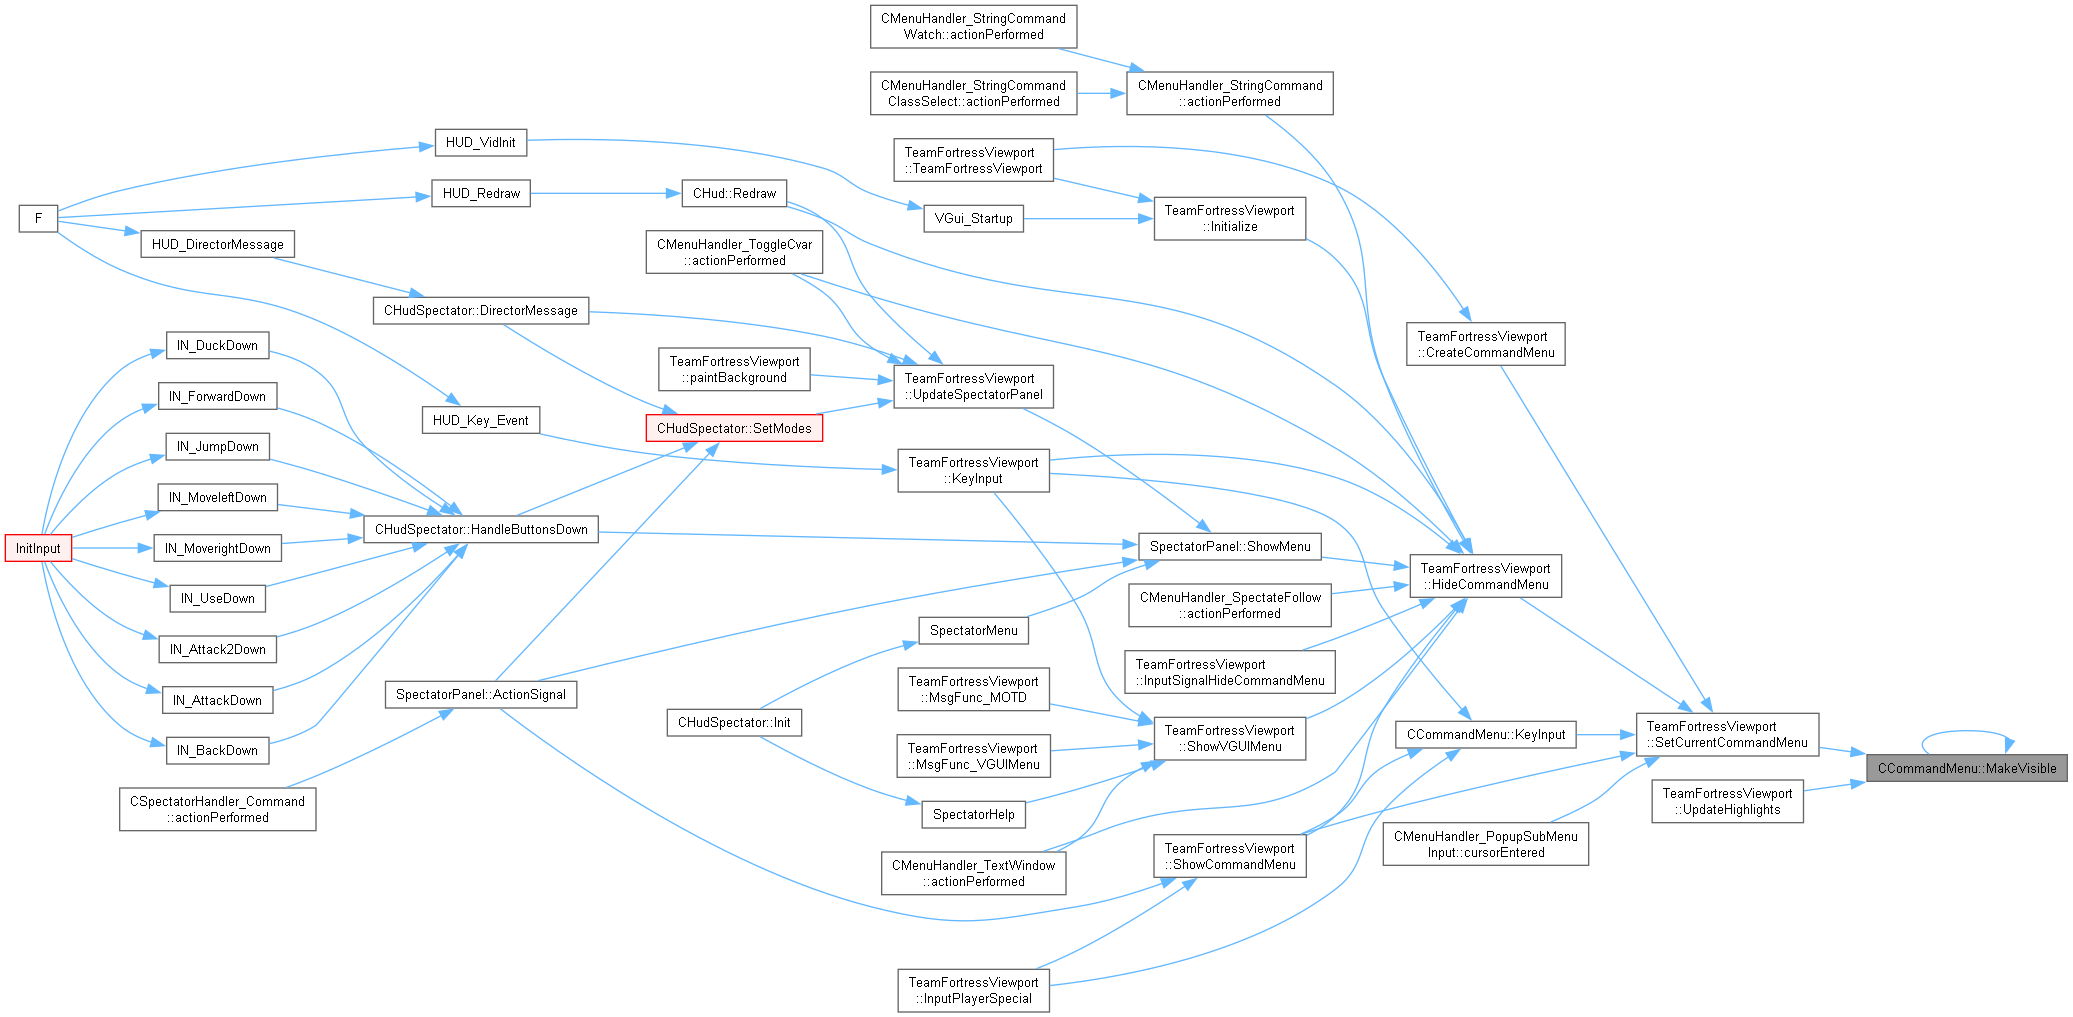 CMenuHandler_StringCommand
Watch::actionPerformed
CMenuHandler_StringCommand
ClassSelect::actionPerformed
CMenuHandler_StringCommand
::actionPerformed
HUD_VidInit
TeamFortressViewport
::TeamFortressViewport
HUD_Redraw
CHud::Redraw
F
VGui_Startup
TeamFortressViewport
::Initialize
HUD_DirectorMessage
CMenuHandler_ToggleCvar
::actionPerformed
CHudSpectator::DirectorMessage
IN_DuckDown
TeamFortressViewport
::paintBackground
TeamFortressViewport
::CreateCommandMenu
IN_ForwardDown
TeamFortressViewport
::UpdateSpectatorPanel
HUD_Key_Event
CHudSpectator::SetModes
IN_JumpDown
TeamFortressViewport
::KeyInput
IN_MoveleftDown
CHudSpectator::HandleButtonsDown
InitInput
IN_MoverightDown
SpectatorPanel::ShowMenu
TeamFortressViewport
::HideCommandMenu
IN_UseDown
CMenuHandler_SpectateFollow
::actionPerformed
SpectatorMenu
IN_Attack2Down
TeamFortressViewport
::InputSignalHideCommandMenu
SpectatorPanel::ActionSignal
TeamFortressViewport
::MsgFunc_MOTD
IN_AttackDown
CHudSpectator::Init
TeamFortressViewport
::ShowVGUIMenu
CCommandMenu::KeyInput
TeamFortressViewport
::SetCurrentCommandMenu
IN_BackDown
TeamFortressViewport
::MsgFunc_VGUIMenu
CCommandMenu::MakeVisible
CSpectatorHandler_Command
::actionPerformed
SpectatorHelp
TeamFortressViewport
::UpdateHighlights
CMenuHandler_PopupSubMenu
Input::cursorEntered
TeamFortressViewport
::ShowCommandMenu
CMenuHandler_TextWindow
::actionPerformed
TeamFortressViewport
::InputPlayerSpecial